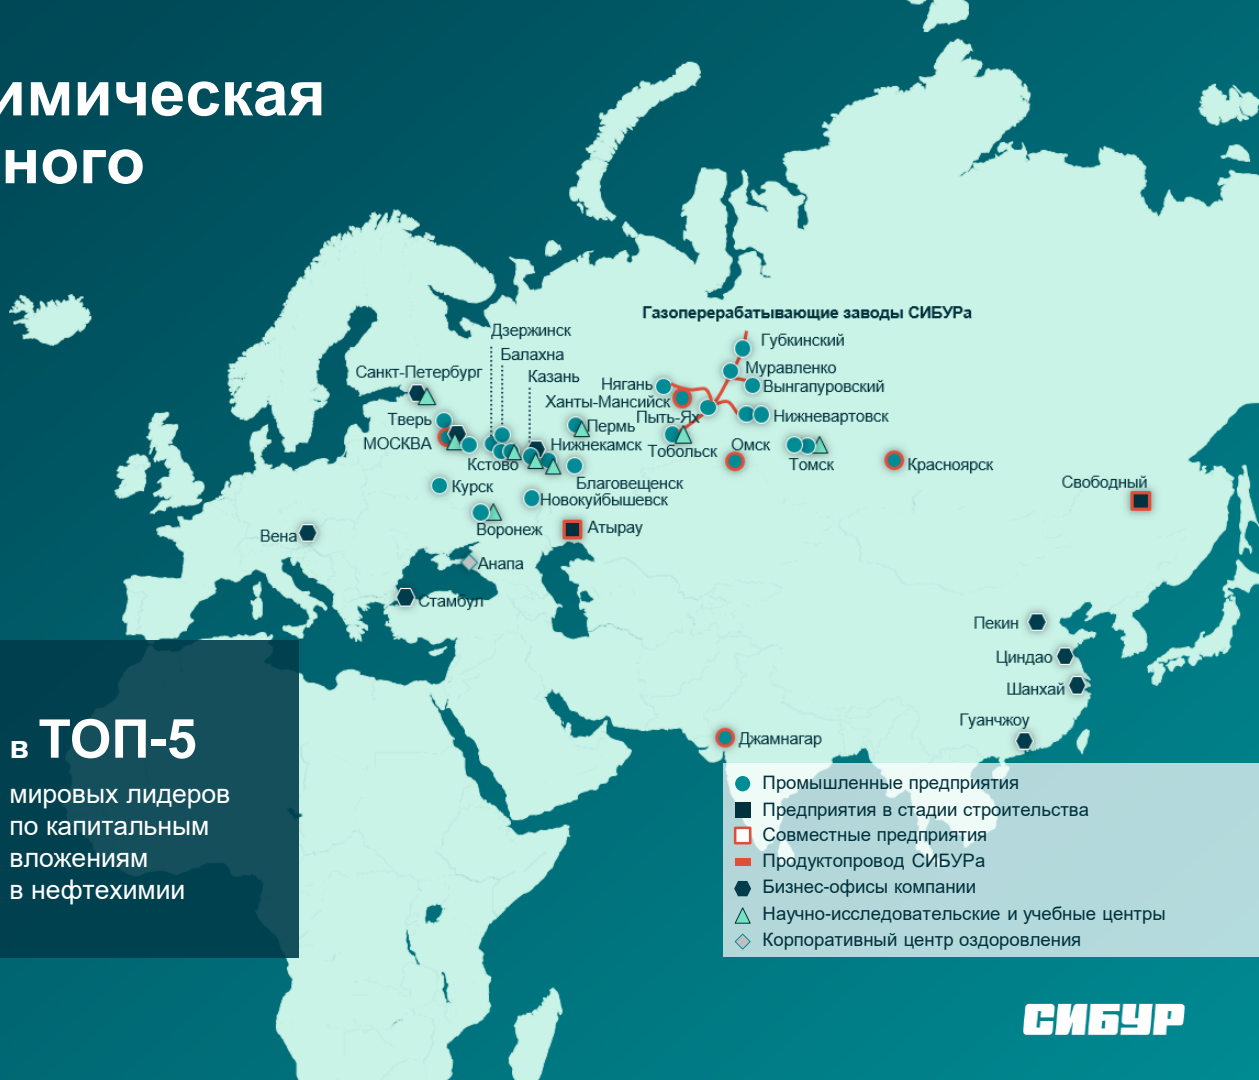 имическая
ного
Газоперерабатывающие заводы СИБУРа
Дзержинск
Губкинский
Балахна
Муравленко
Санкт-Петербург
Казань
Нягань
Вынгапуровский
Ханты-Мансийск
Тверь
Пыть-Ях
Нижневартовск
Пермь
МОСКВА
Нижнекамск
Тобольск
Омск
Кстово
Томск
Красноярск
Курск
Благовещенск
Свободный
Новокуйбышевск
Воронеж
Атырау
Вена
Анапа
Стамбул
Пекин
Циндао
Шанхай
Гуанчжоу
Джамнагар
в ТОП-5
мировых лидеров
по капитальным
вложениям
в нефтехимии
Промышленные предприятия
Предприятия в стадии строительства
Совместные предприятия
Продуктопровод СИБУРа
Бизнес-офисы компании
Научно-исследовательские и учебные центры
Корпоративный центр оздоровления
СИБУР